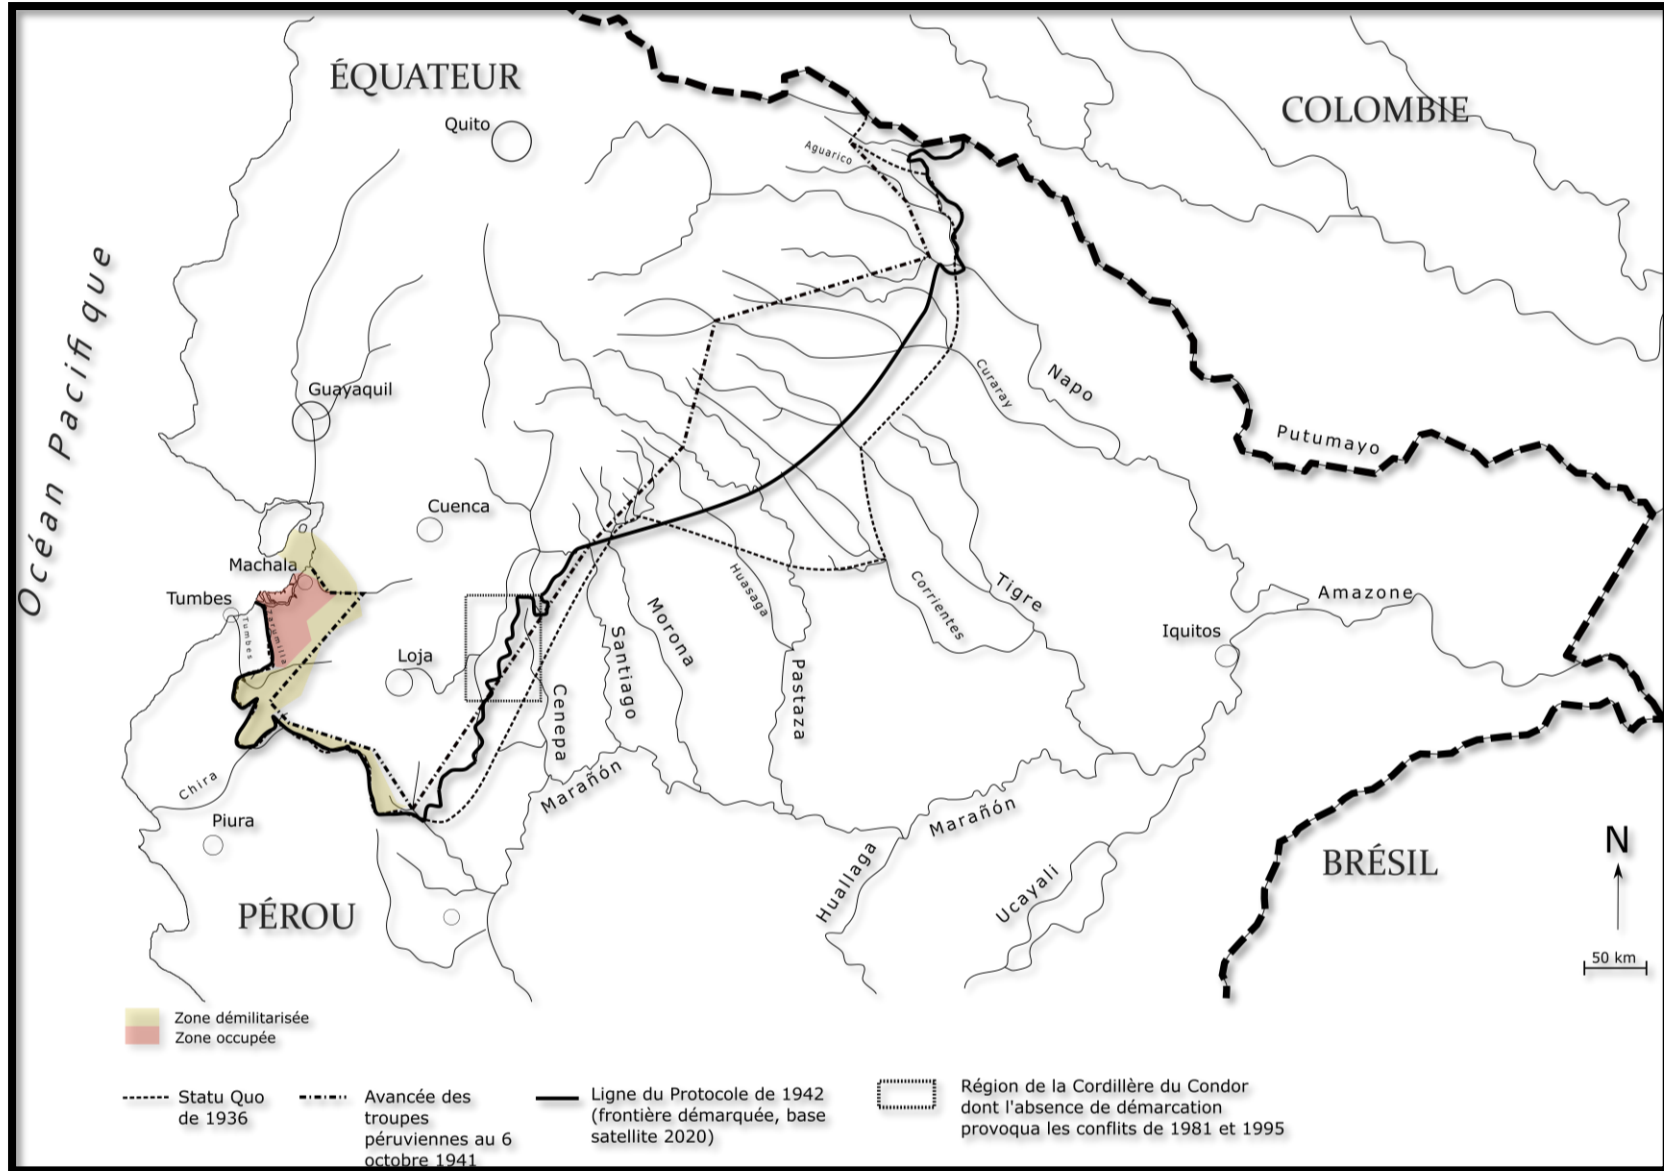 ÉQUATEUR
COLOMBIE
Quito
Aguarico
Océan Pacifique
Guayaquil
Curaray
Napo
Putumayo
Cuenca
Machala
Tumbes
Tumbes
Zarumilla
Loja
Huasaga
Corrientes
Tigre
Amazone
Iquitos
Morona
Santiago
Cenepa
Pastaza
Chira
Marañón
Marañón
Piura
Huallaga
Ucayali
BRÉSIL
PÉROU
N
50 km
Zone démilitarisée
Zone occupée
Statu Quo
de 1936
Avancée des
troupes
péruviennes au 6
octobre 1941
Ligne du Protocole de 1942
(frontière démarquée, base
satellite 2020)
Région de la Cordillère du Condor
dont l'absence de démarcation
provoqua les conflits de 1981 et 1995